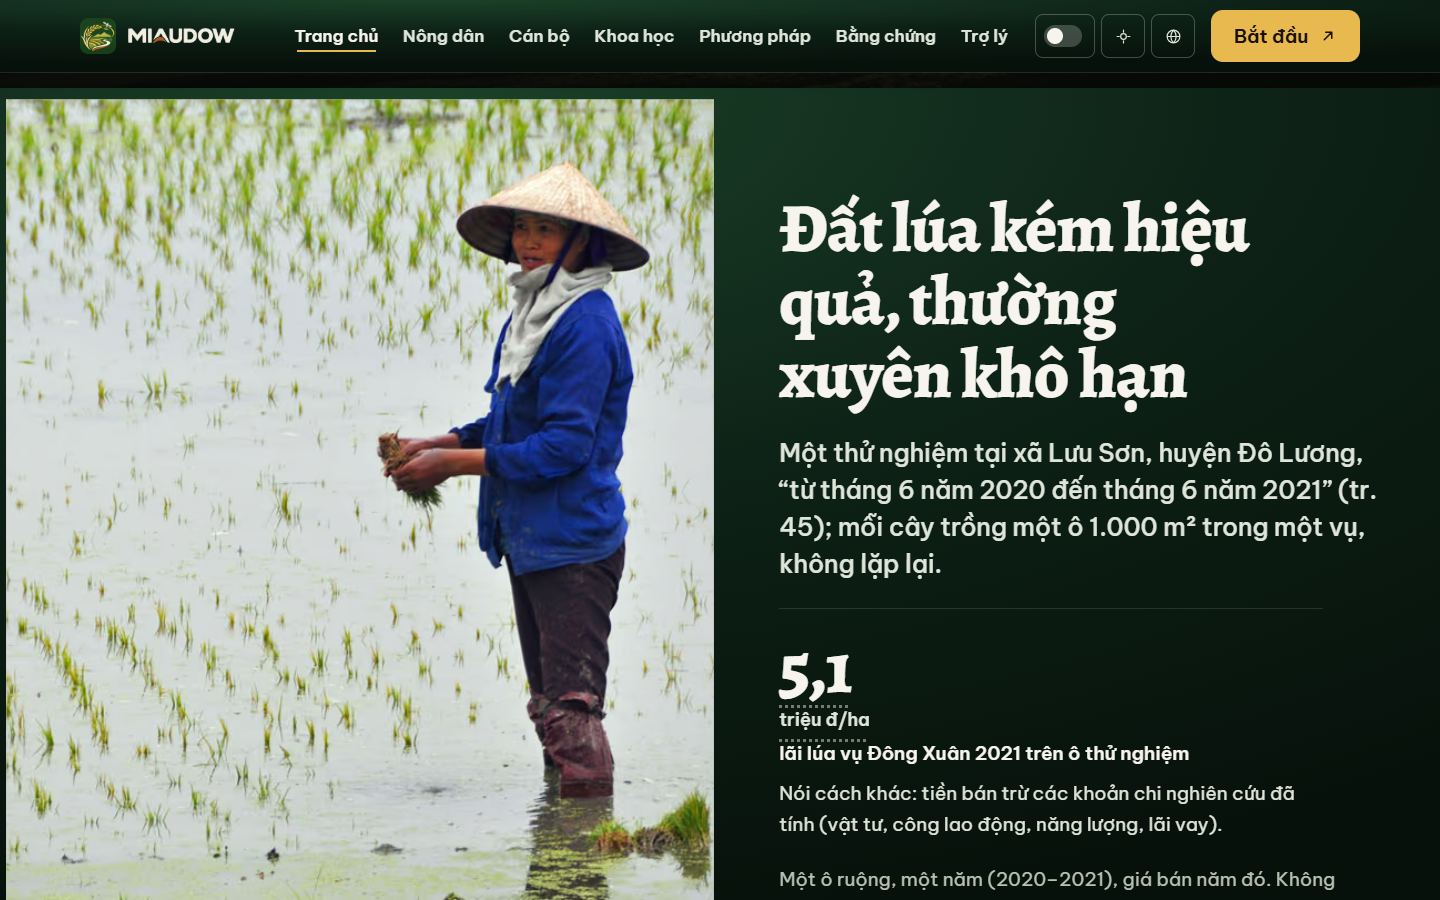 MIAUDOW
Trang chủ
Nông dân
Cán bộ
Khoa học
Phương pháp
Bằng chứng
Trợ lý
Bắt đầu
Đất lúa kém hiệu
quả, thường
xuyên khô hạn
Một thử nghiệm tại xã Lưu Sơn, huyện Đô Lương,
“từ tháng 6 năm 2020 đến tháng 6 năm 2021” (tr.
45); mỗi cây trồng một ô 1.000 m² trong một vụ,
không lặp lại.
5,1
triệu đ/ha
lãi lúa vụ Đông Xuân 2021 trên ô thử nghiệm
Nói cách khác: tiền bán trừ các khoản chi nghiên cứu đã
tính (vật tư, công lao động, năng lượng, lãi vay).
Một ô ruộng, một năm (2020–2021), giá bán năm đó. Không